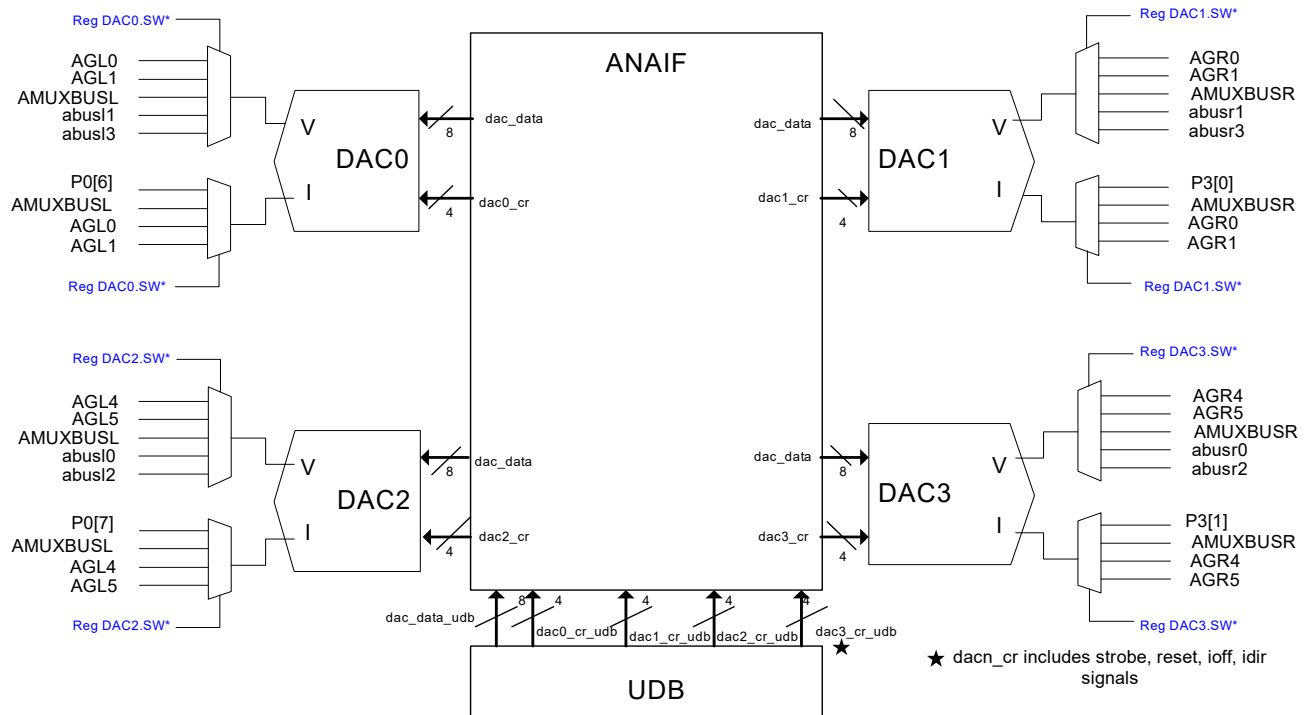 Reg DAC0.SW*
AGL0
AGL1
AMUXBUSL
abusl1
abusl3
P0[6]
AMUXBUSL
AGL0
AGL1
Reg DAC0.SW*
V
I
DAC0
dac_data
8
dac0_cr
4
ANAIF
Reg DAC1.SW*
AGR0
AGR1
AMUXBUSR
abusr1
abusr3
P3[0]
AMUXBUSR
AGR0
AGR1
Reg DAC1.SW*
V
I
DAC1
dac_data
8
dac1_cr
4
Reg DAC2.SW*
AGL4
AGL5
AMUXBUSL
abusl0
abusl2
P0[7]
AMUXBUSL
AGL4
AGL5
Reg DAC2.SW*
V
I
DAC2
dac_data
8
dac2_cr
4
Reg DAC3.SW*
AGR4
AGR5
AMUXBUSR
abusr0
abusr2
P3[1]
AMUXBUSR
AGR4
AGR5
Reg DAC3.SW*
V
I
DAC3
dac_data
8
dac3_cr
4
8
4
4
4
4
dac_data_udb
dac0_cr_udb
dac1_cr_udb
dac2_cr_udb
dac3_cr_udb
UDB
★ dacn_cr includes strobe, reset, ioff, idir
signals